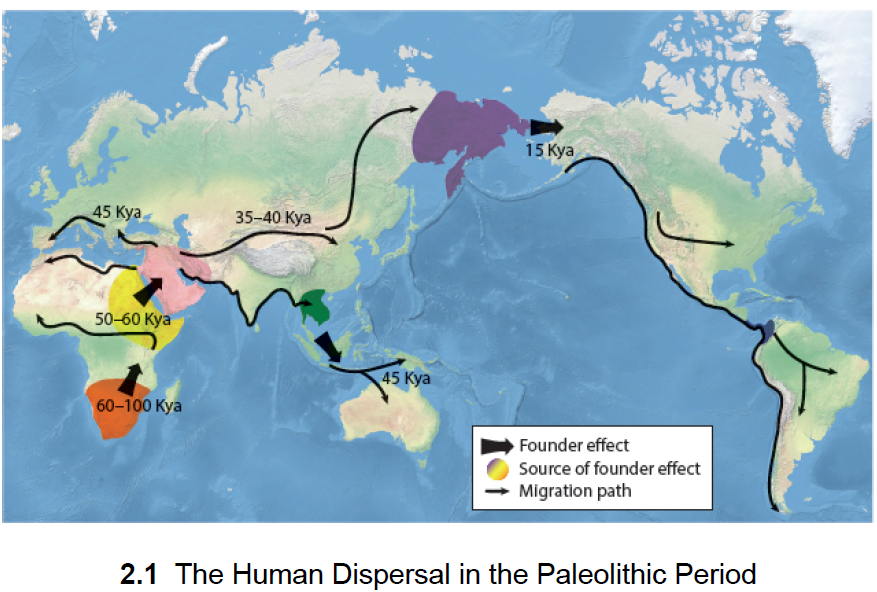 15 Kya
45 Kya
35–40 Kya
50–60 Kya
45 Kya
60–100 Kya
Founder effect
Source of founder effect
Migration path
2.1 The Human Dispersal in the Paleolithic Period